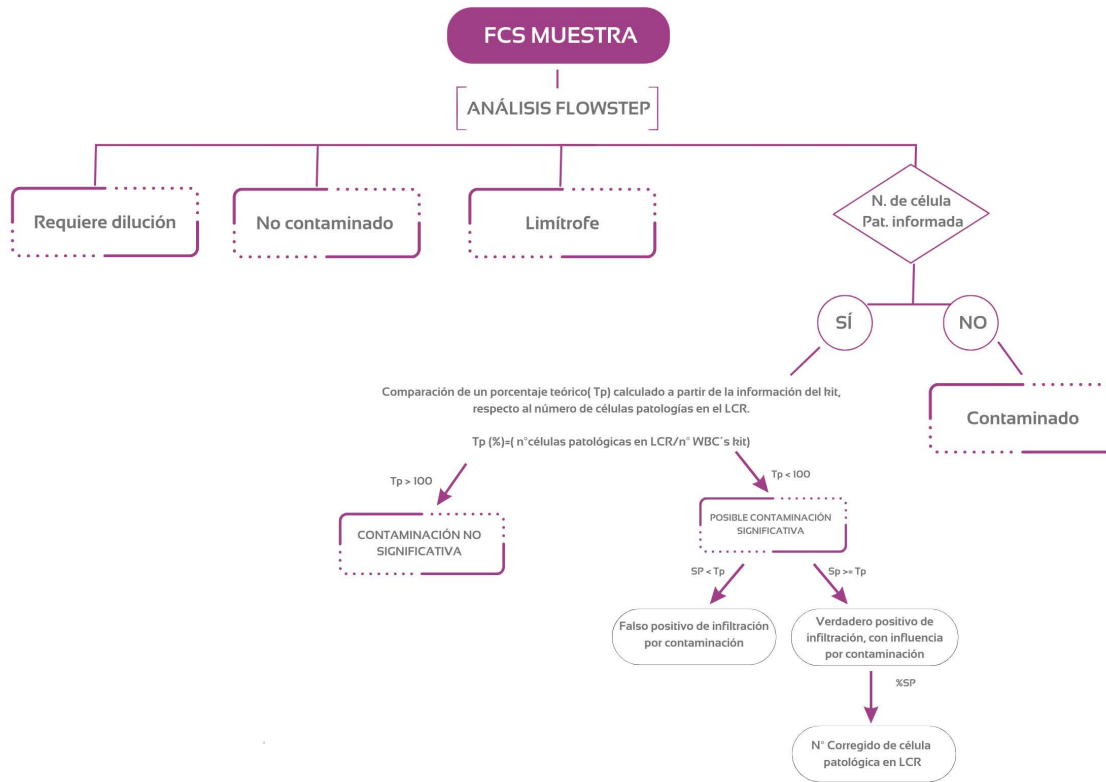 FCS MUESTRA
ANÁLISIS FLOWSTEP
Requiere dilución
No contaminado
Limítrofe
N. de célula
Pat. informada
SÍ
NO
Contaminado
Comparación de un porcentaje teórico( Tp) calculado a partir de la información del kit,
respecto al número de células patologías en el LCR.
Tp (%)=( n°células patológicas en LCR/n° WBC´s kit)
Tp > 100
Tp < 100
CONTAMINACIÓN NO
SIGNIFICATIVA
POSIBLE CONTAMINACIÓN
SIGNIFICATIVA
SP < Tp
Sp >= Tp
Falso positivo de infiltración
por contaminación
Verdadero positivo de
infiltración, con influencia
por contaminación
%SP
N° Corregido de célula
patológica en LCR